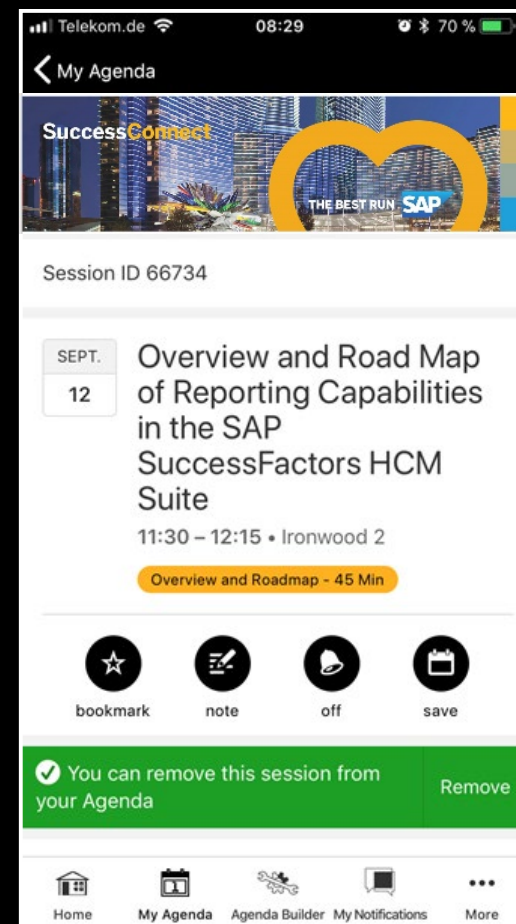 Telekom.de 08:29 70 %
My Agenda
SuccessConnect
THE BEST RUN SAP
Session ID 66734
SEPT.
12
Overview and Road Map
of Reporting Capabilities
in the SAP
SuccessFactors HCM
Suite
11:30 – 12:15 • Ironwood 2
Overview and Roadmap - 45 Min
bookmark note off save
You can remove this session from
your Agenda
Remove
Home My Agenda Agenda Builder My Notifications More